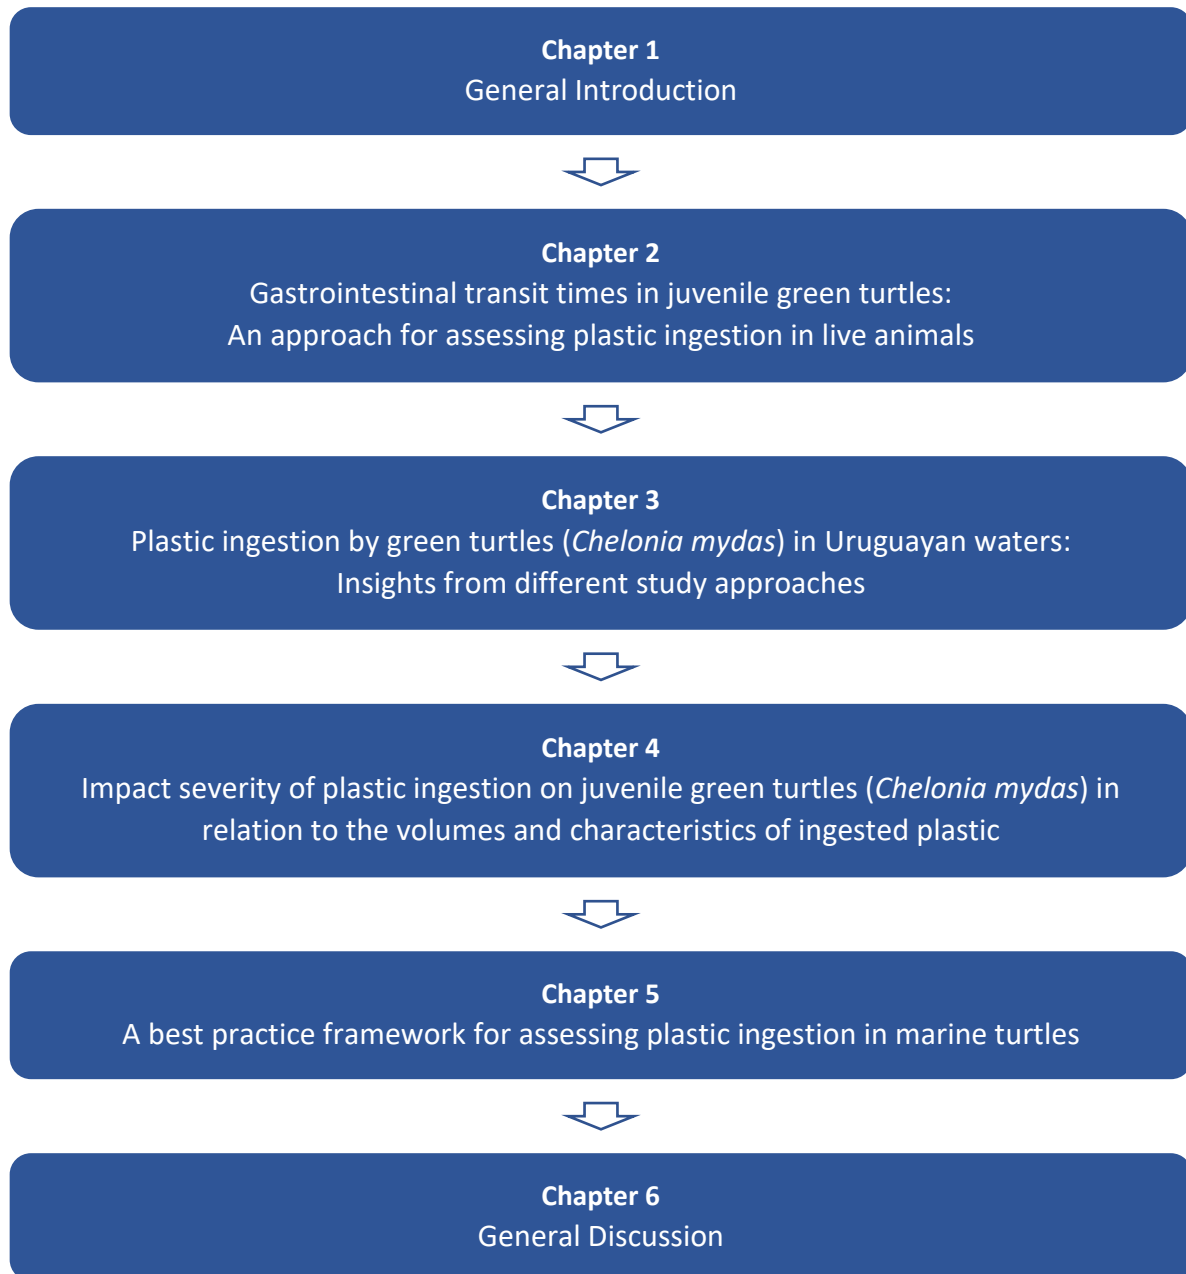 Chapter 1
General Introduction
Chapter 2
Gastrointestinal transit times in juvenile green turtles:
An approach for assessing plastic ingestion in live animals
Chapter 3
Plastic ingestion by green turtles (Chelonia mydas) in Uruguayan waters:
Insights from different study approaches
Chapter 4
Impact severity of plastic ingestion on juvenile green turtles (Chelonia mydas) in
relation to the volumes and characteristics of ingested plastic
Chapter 5
A best practice framework for assessing plastic ingestion in marine turtles
Chapter 6
General Discussion